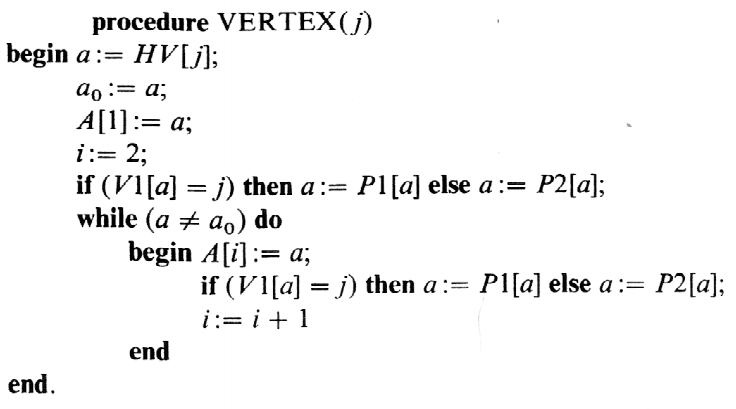 procedure VERTEX(j)
begin a := HV[j];
a₀ := a;
A[1] := a;
i := 2;
if (V1[a] = j) then a := P1[a] else a := P2[a];
while (a ≠ a₀) do
begin A[i] := a;
if (V1[a] = j) then a := P1[a] else a := P2[a];
i := i + 1
end
end.